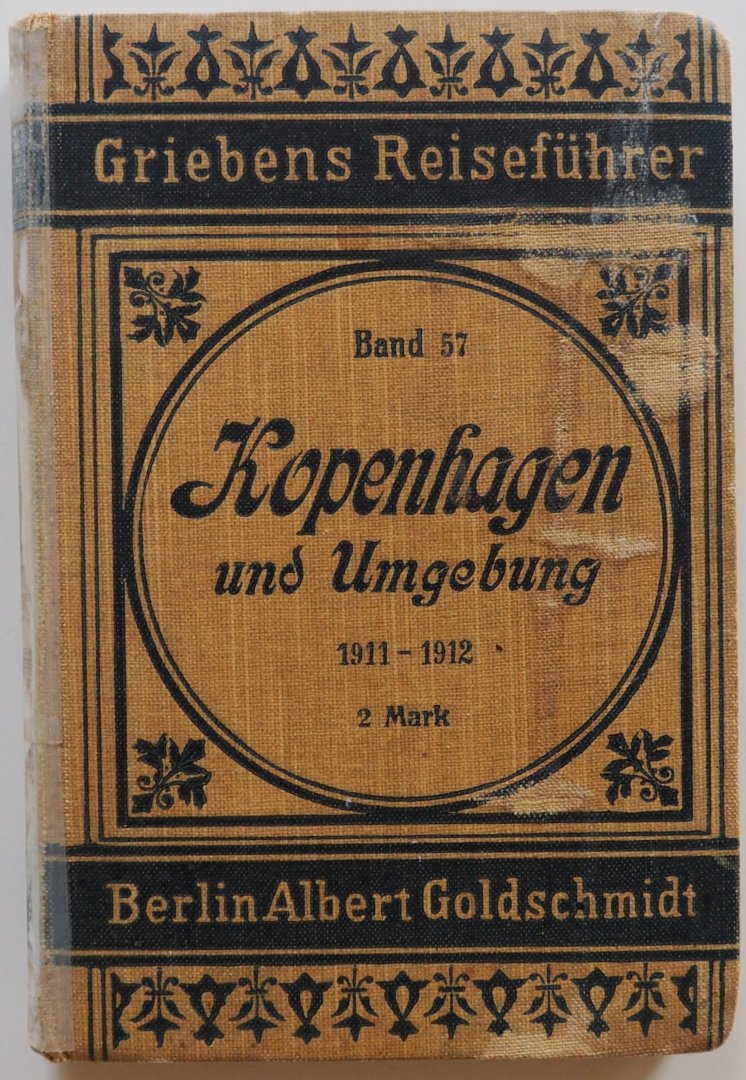 Griebens Reiseführer
Band 57
Kopenhagen
und Umgebung
1911 - 1912
2 Mark
Berlin Albert Goldschmidt